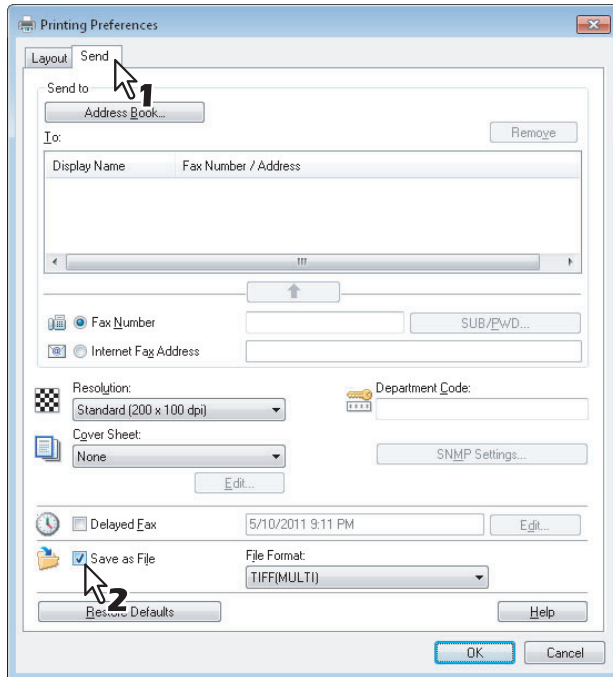 Printing Preferences
Layout Send
1
Send to
Address Book...
To:
Remove
Display Name Fax Number / Address
Fax Number
SUB/PWD...
Internet Fax Address
Resolution:
Department Code:
Standard (200 x 100 dpi)
Cover Sheet:
None
SNMP Settings...
Edit...
Delayed Fax
5/10/2011 9:11 PM
Edit...
Save as File
File Format:
TIFF(MULTI)
2
Restore Defaults
Help
OK
Cancel